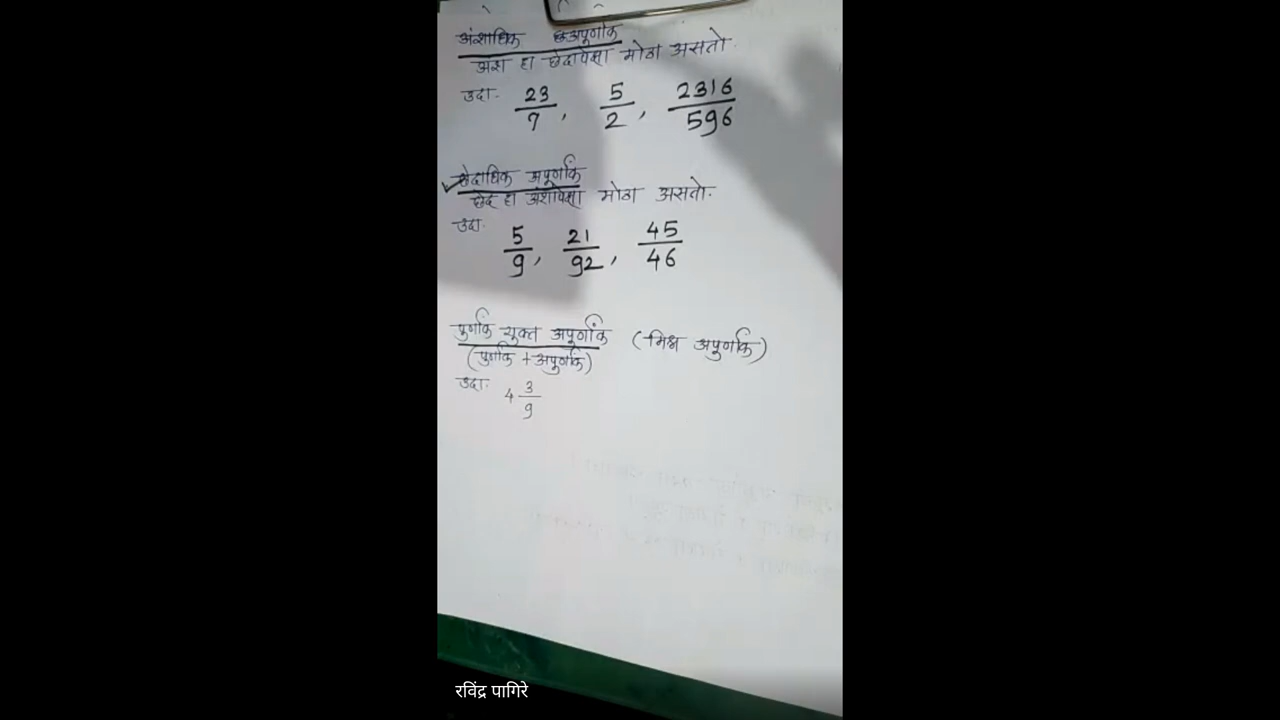 अंशाधिक अपूर्णांक
अंश हा छेदापेक्षा मोठा असतो.
उदा. 23/7, 5/2, 2316/596
छेदाधिक अपूर्णांक
छेद हा अंशापेक्षा मोठा असतो.
उदा. 5/9, 21/92, 45/46
पुर्णांक युक्त अपूर्णांक (मिश्र अपुर्णांक)
(पुर्णांक + अपूर्णांक)
उदा. 4 3/9
रविंद्र पागिरे